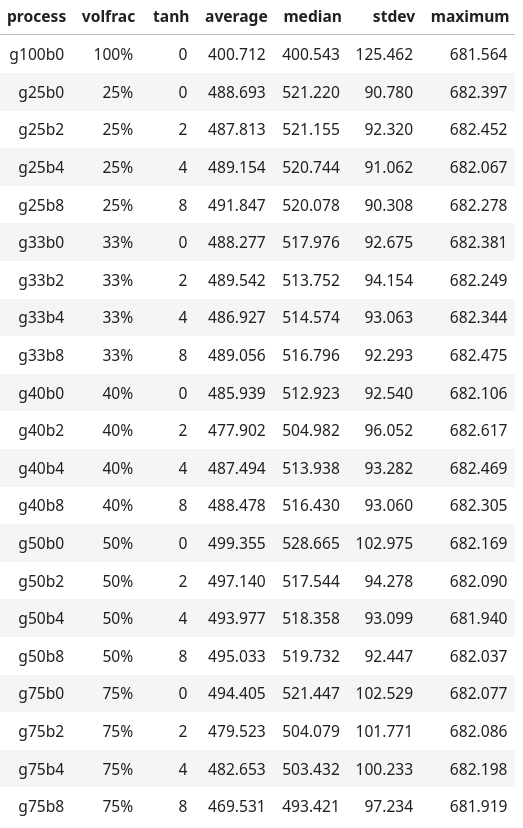 process volfrac tanh average median stdev maximum
g100b0 100% 0 400.712 400.543 125.462 681.564
g25b0 25% 0 488.693 521.220 90.780 682.397
g25b2 25% 2 487.813 521.155 92.320 682.452
g25b4 25% 4 489.154 520.744 91.062 682.067
g25b8 25% 8 491.847 520.078 90.308 682.278
g33b0 33% 0 488.277 517.976 92.675 682.381
g33b2 33% 2 489.542 513.752 94.154 682.249
g33b4 33% 4 486.927 514.574 93.063 682.344
g33b8 33% 8 489.056 516.796 92.293 682.475
g40b0 40% 0 485.939 512.923 92.540 682.106
g40b2 40% 2 477.902 504.982 96.052 682.617
g40b4 40% 4 487.494 513.938 93.282 682.469
g40b8 40% 8 488.478 516.430 93.060 682.305
g50b0 50% 0 499.355 528.665 102.975 682.169
g50b2 50% 2 497.140 517.544 94.278 682.090
g50b4 50% 4 493.977 518.358 93.099 681.940
g50b8 50% 8 495.033 519.732 92.447 682.037
g75b0 75% 0 494.405 521.447 102.529 682.077
g75b2 75% 2 479.523 504.079 101.771 682.086
g75b4 75% 4 482.653 503.432 100.233 682.198
g75b8 75% 8 469.531 493.421 97.234 681.919